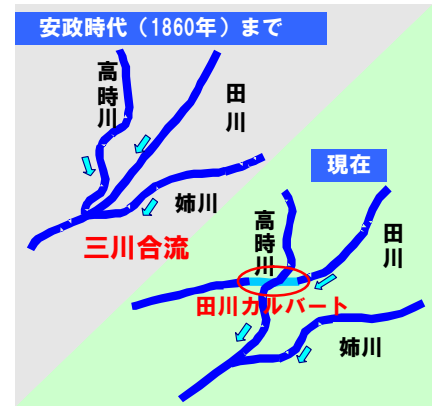 安政時代（1860年）まで
高時川
田川
姉川
三川合流
現在
高時川
田川
田川カルバート
姉川